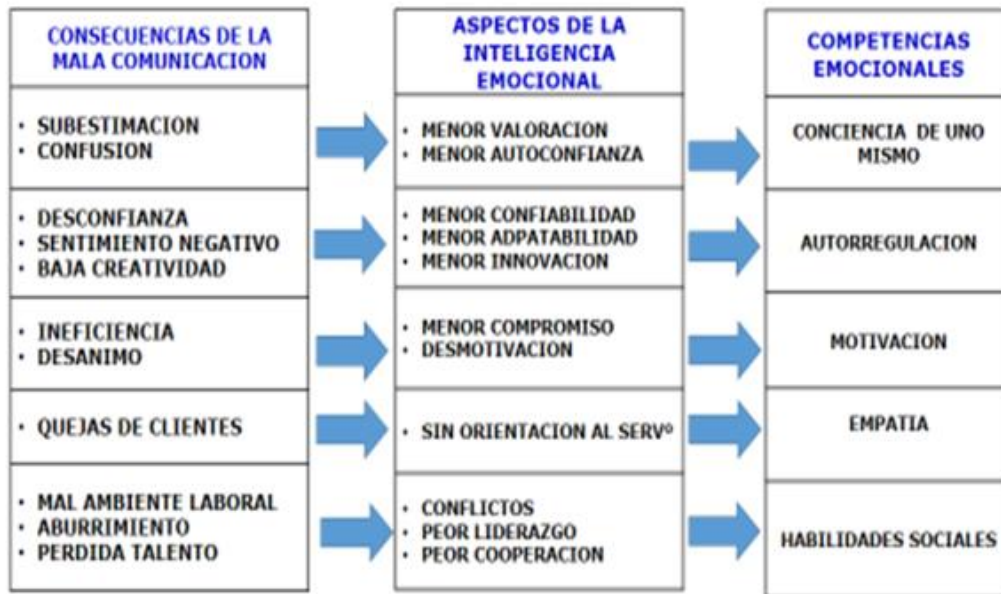 CONSECUENCIAS DE LA
MALA COMUNICACION
• SUBESTIMACION
• CONFUSION
• DESCONFIANZA
• SENTIMIENTO NEGATIVO
• BAJA CREATIVIDAD
• INEFICIENCIA
• DESANIMO
• QUEJAS DE CLIENTES
• MAL AMBIENTE LABORAL
• ABURRIMIENTO
• PERDIDA TALENTO
ASPECTOS DE LA
INTELIGENCIA
EMOCIONAL
• MENOR VALORACION
• MENOR AUTOCONFIANZA
• MENOR CONFIABILIDAD
• MENOR ADPATABILIDAD
• MENOR INNOVACION
• MENOR COMPROMISO
• DESMOTIVACION
• SIN ORIENTACION AL SERVº
• CONFLICTOS
• PEOR LIDERAZGO
• PEOR COOPERACION
COMPETENCIAS
EMOCIONALES
CONCIENCIA DE UNO
MISMO
AUTORREGULACION
MOTIVACION
EMPATIA
HABILIDADES SOCIALES